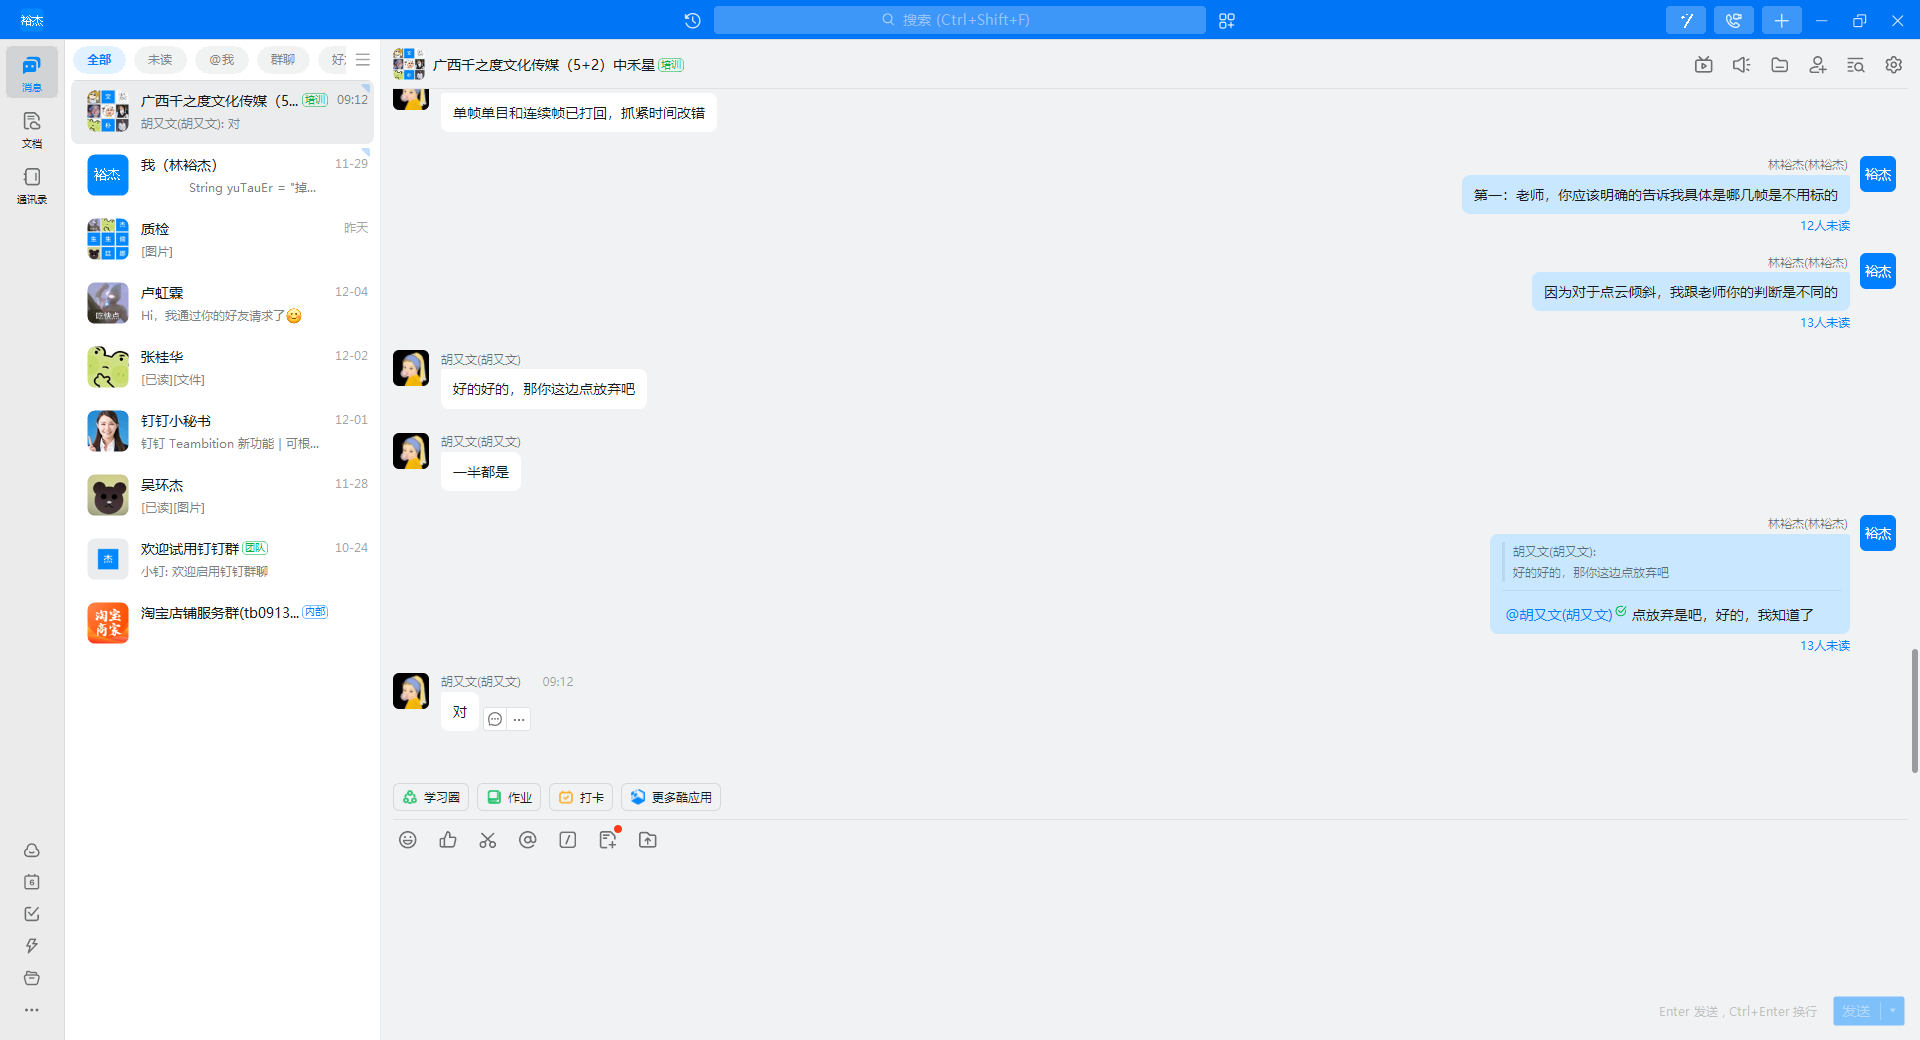 裕杰
搜索 (Ctrl+Shift+F)
消息
文档
通讯录
6
全部
未读
@我
群聊
广西千之度文化传媒（5... 培训 09:12
胡又文(胡又文): 对
裕杰
我（林裕杰） 11-29
String yuTauEr = "掉...
质检 昨天
[图片]
吃快点
卢虹霖 12-04
Hi，我通过你的好友请求了
张桂华 12-02
[已读][文件]
钉钉小秘书 12-01
钉钉 Teambition 新功能 | 可根...
吴环杰 11-28
[已读][图片]
杰
欢迎试用钉钉群 团队 10-24
小钉: 欢迎启用钉钉群聊
淘宝
商家
淘宝店铺服务群(tb0913... 内部
广西千之度文化传媒（5+2）中禾星 培训
单帧单目和连续帧已打回，抓紧时间改错
林裕杰(林裕杰)
裕杰
第一：老师，你应该明确的告诉我具体是哪几帧是不用标的
12人未读
林裕杰(林裕杰)
裕杰
因为对于点云倾斜，我跟老师你的判断是不同的
13人未读
胡又文(胡又文)
好的好的，那你这边点放弃吧
胡又文(胡又文)
一半都是
林裕杰(林裕杰)
裕杰
胡又文(胡又文):
好的好的，那你这边点放弃吧
@胡又文(胡又文) 点放弃是吧，好的，我知道了
13人未读
胡又文(胡又文) 09:12
对
学习圈 作业 打卡 更多酷应用
Enter 发送 , Ctrl+Enter 换行 发送